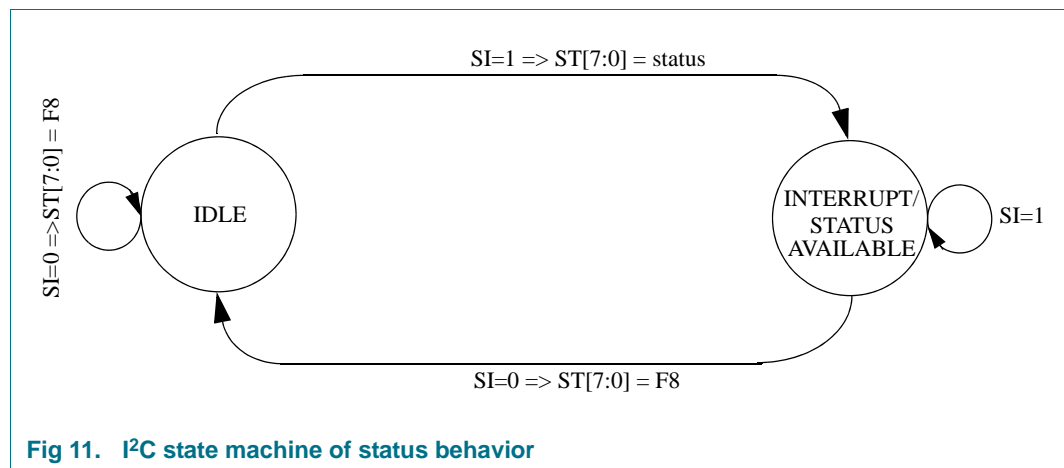 SI=1 => ST[7:0] = status
SI=0 =>ST[7:0] = F8
IDLE
INTERRUPT/
STATUS
AVAILABLE
SI=1
SI=0 => ST[7:0] = F8
Fig 11. I²C state machine of status behavior